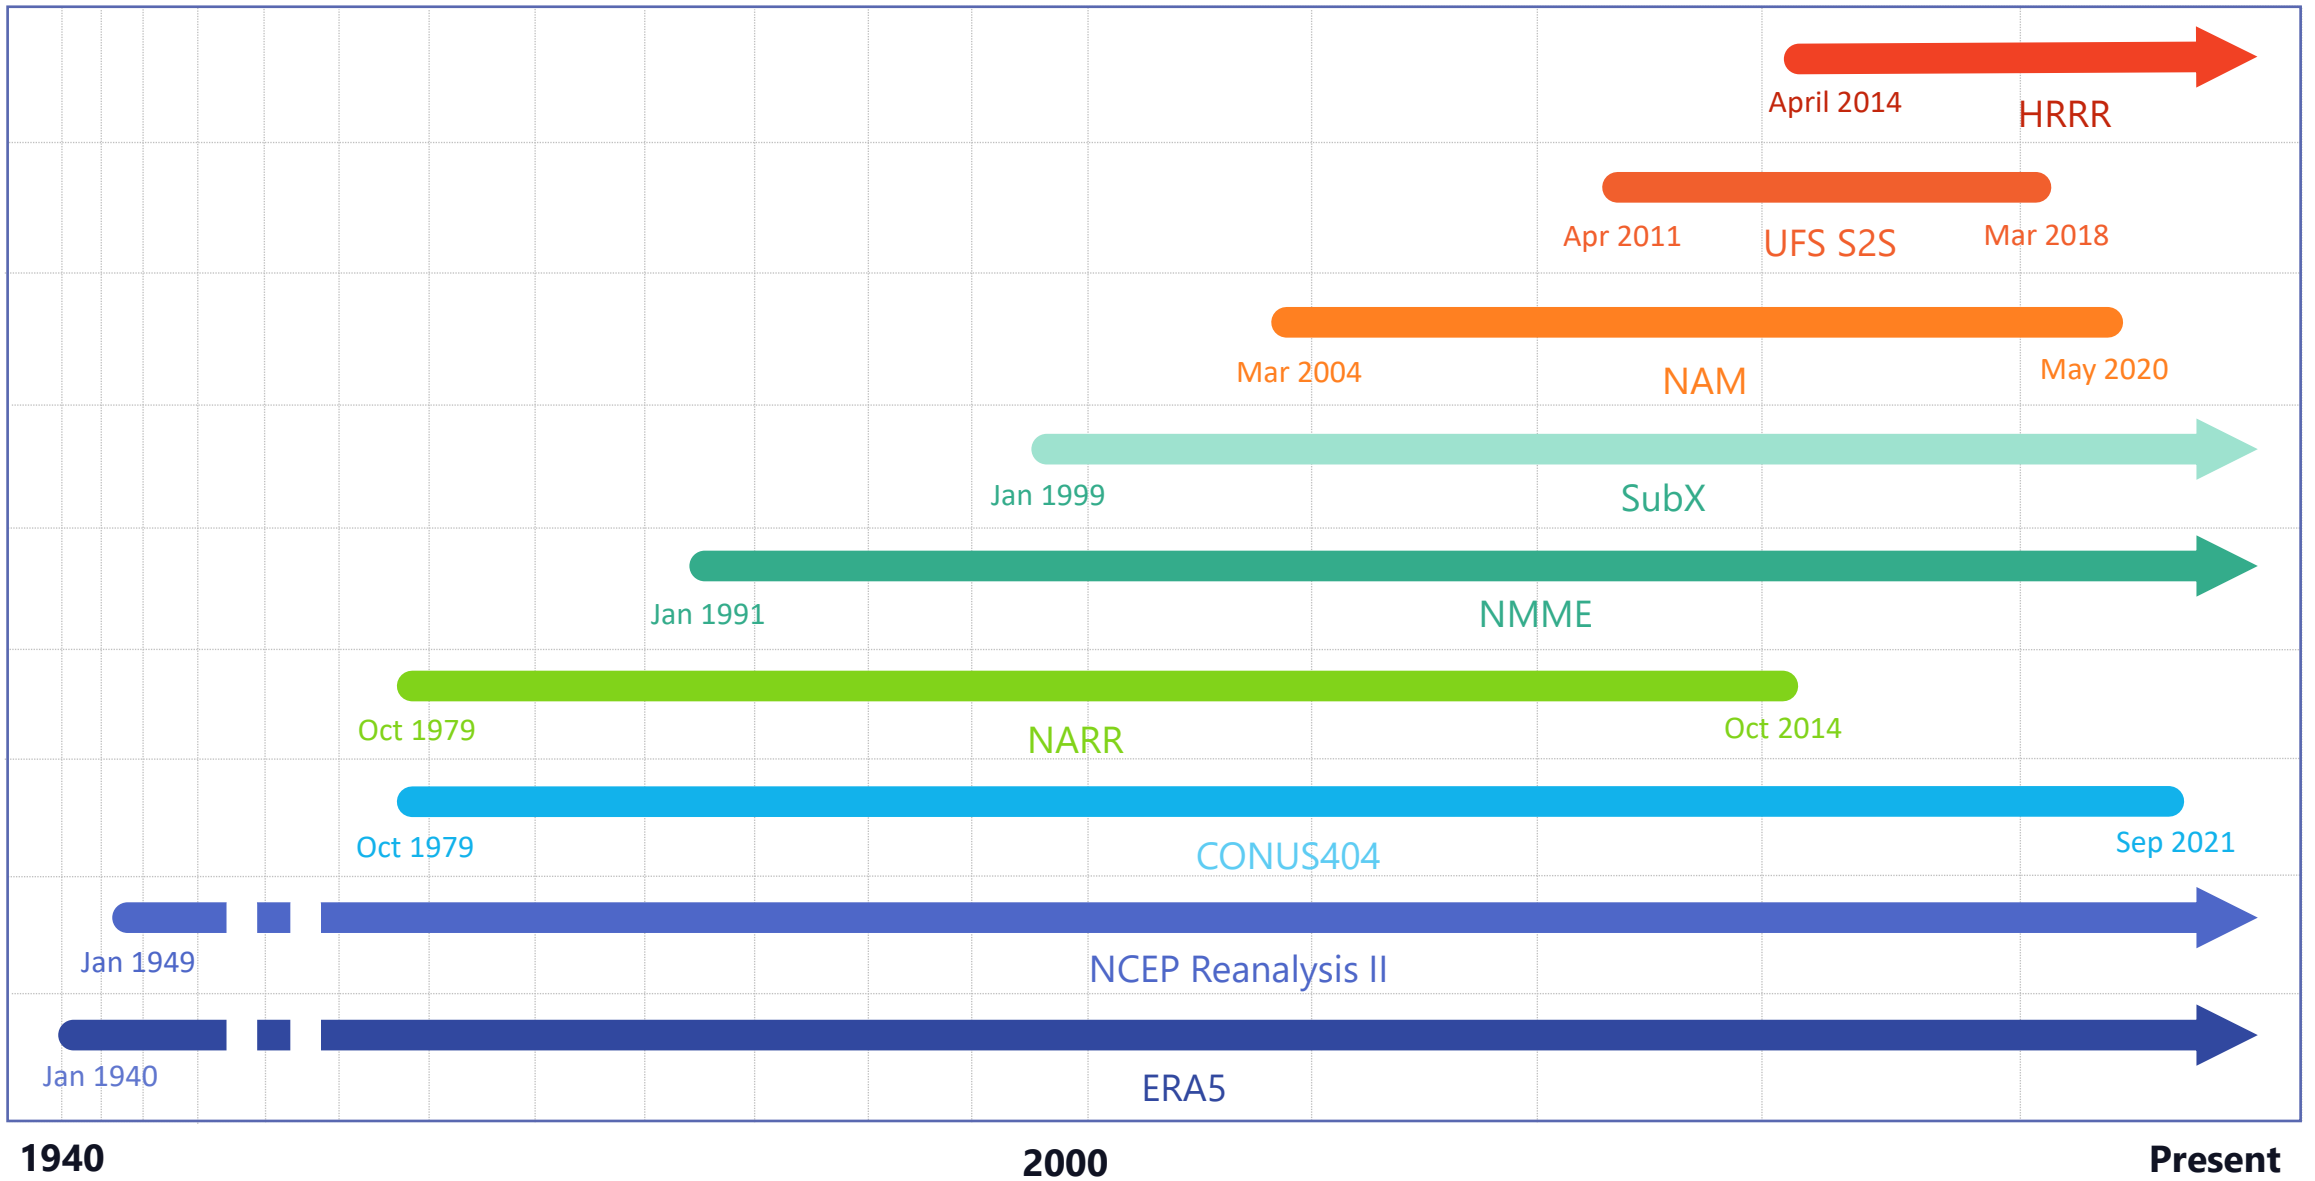 April 2014
HRRR
Apr 2011
UFS S2S
Mar 2018
Mar 2004
NAM
May 2020
Jan 1999
SubX
Jan 1991
NMME
Oct 1979
NARR
Oct 2014
Oct 1979
CONUS404
Sep 2021
Jan 1949
NCEP Reanalysis II
Jan 1940
ERA5
1940
2000
Present